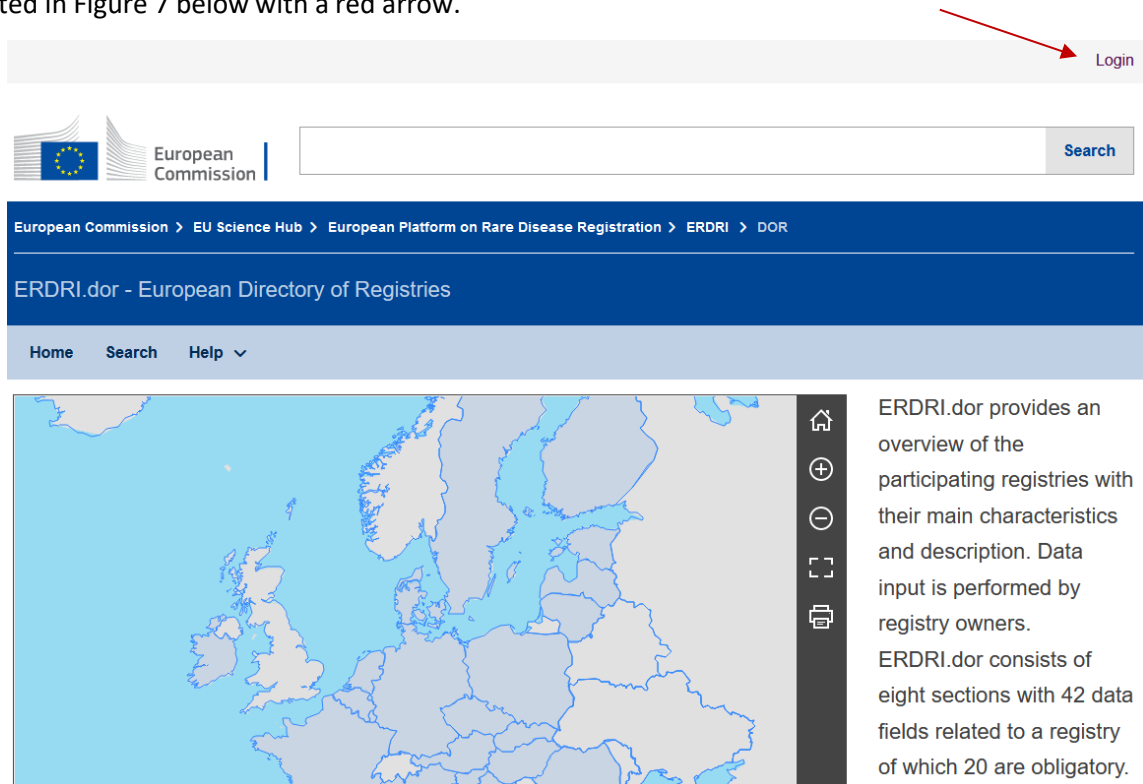 ted in Figure 7 below with a red arrow.
Login
European
Commission
Search
European Commission > EU Science Hub > European Platform on Rare Disease Registration > ERDRI > DOR
ERDRI.dor - European Directory of Registries
Home Search Help
ERDRI.dor provides an
overview of the
participating registries with
their main characteristics
and description. Data
input is performed by
registry owners.
ERDRI.dor consists of
eight sections with 42 data
fields related to a registry
of which 20 are obligatory.